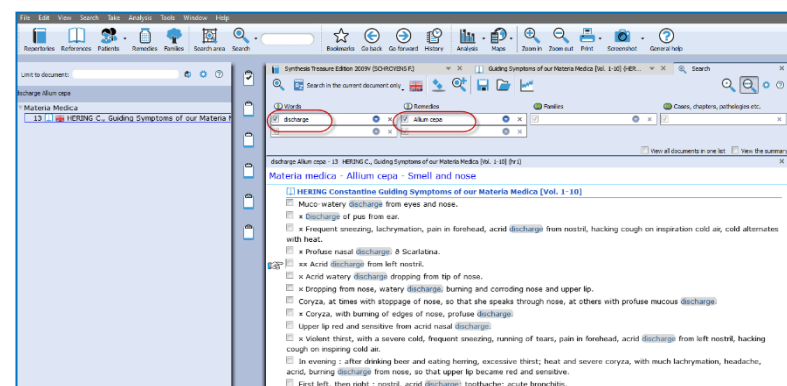 File Edit View Search Take Analysis Tools Window Help
Repertories References Patients Remedies Families Search area Search Bookmarks Go back Go forward History Analysis Maps Zoom in Zoom out Print Screenshot General help
Limit to document:
discharge Allium cepa
Materia Medica
13 HERING C., Guiding Symptoms of our Materia M
Synthesis Treasure Edition 2009V (SCHROYENS F.) Guiding Symptoms of our Materia Medica [Vol. 1-10] (HER... Search
Search in the current document only
Words Remedies Families Cases, chapters, pathologies etc.
discharge Allium cepa
View all documents in one list View the summary
discharge Allium cepa - 13 HERING C., Guiding Symptoms of our Materia Medica [Vol. 1-10] (hr1)
Materia medica - Allium cepa - Smell and nose
HERING Constantine Guiding Symptoms of our Materia Medica [Vol. 1-10]
Muco-watery discharge from eyes and nose.
× Discharge of pus from ear.
× Frequent sneezing, lachrymation, pain in forehead, acrid discharge from nostril, hacking cough on inspiration cold air, cold alternates
with heat.
× Profuse nasal discharge: θ Scarlatina.
×× Acrid discharge from left nostril.
× Acrid watery discharge dropping from tip of nose.
× Dropping from nose, watery discharge, burning and corroding nose and upper lip.
Coryza, at times with stoppage of nose, so that she speaks through nose, at others with profuse mucous discharge.
× Coryza, with burning of edges of nose, profuse discharge.
Upper lip red and sensitive from acrid nasal discharge.
× Violent thirst, with a severe cold, frequent sneezing, running of tears, pain in forehead, acrid discharge from left nostril, hacking
cough on inspiring cold air.
In evening : after drinking beer and eating herring, excessive thirst; heat and severe coryza, with much lachrymation, headache,
acrid, burning discharge from nose, so that upper lip became red and sensitive.
First left, then right : nostril, acrid discharge; toothache; acute bronchitis.